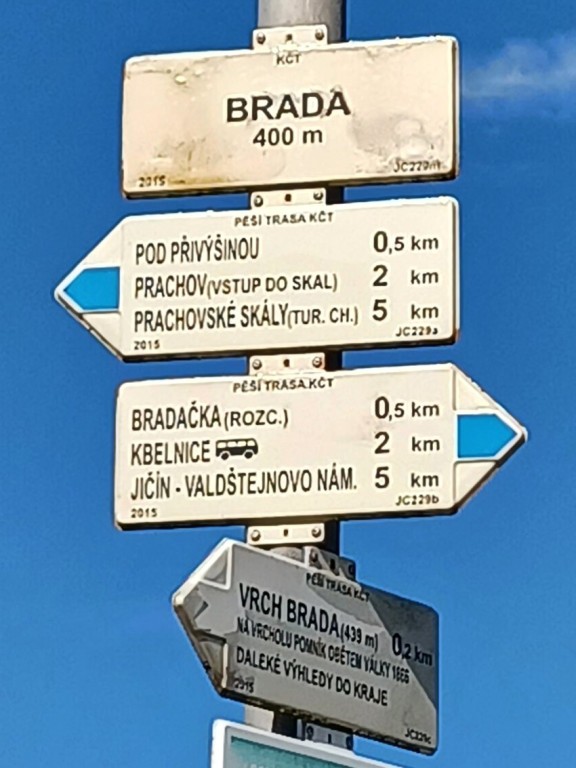 KČT
BRADA
400 m
2015 JC229m
PĚŠÍ TRASA KČT
POD PŘIVÝŠINOU 0,5 km
PRACHOV(VSTUP DO SKAL) 2 km
PRACHOVSKÉ SKÁLY(TUR. CH.) 5 km
2015 JC229a
PĚŠÍ TRASA KČT
BRADAČKA(ROZC.) 0,5 km
KBELNICE 2 km
JIČÍN - VALDŠTEJNOVO NÁM. 5 km
2015 JC229b
PĚŠÍ TRASA KČT
VRCH BRADA(439 m) 0,2 km
NA VRCHOLU POMNÍK OBĚTEM VÁLKY 1866
DALEKÉ VÝHLEDY DO KRAJE
2015 JC229c